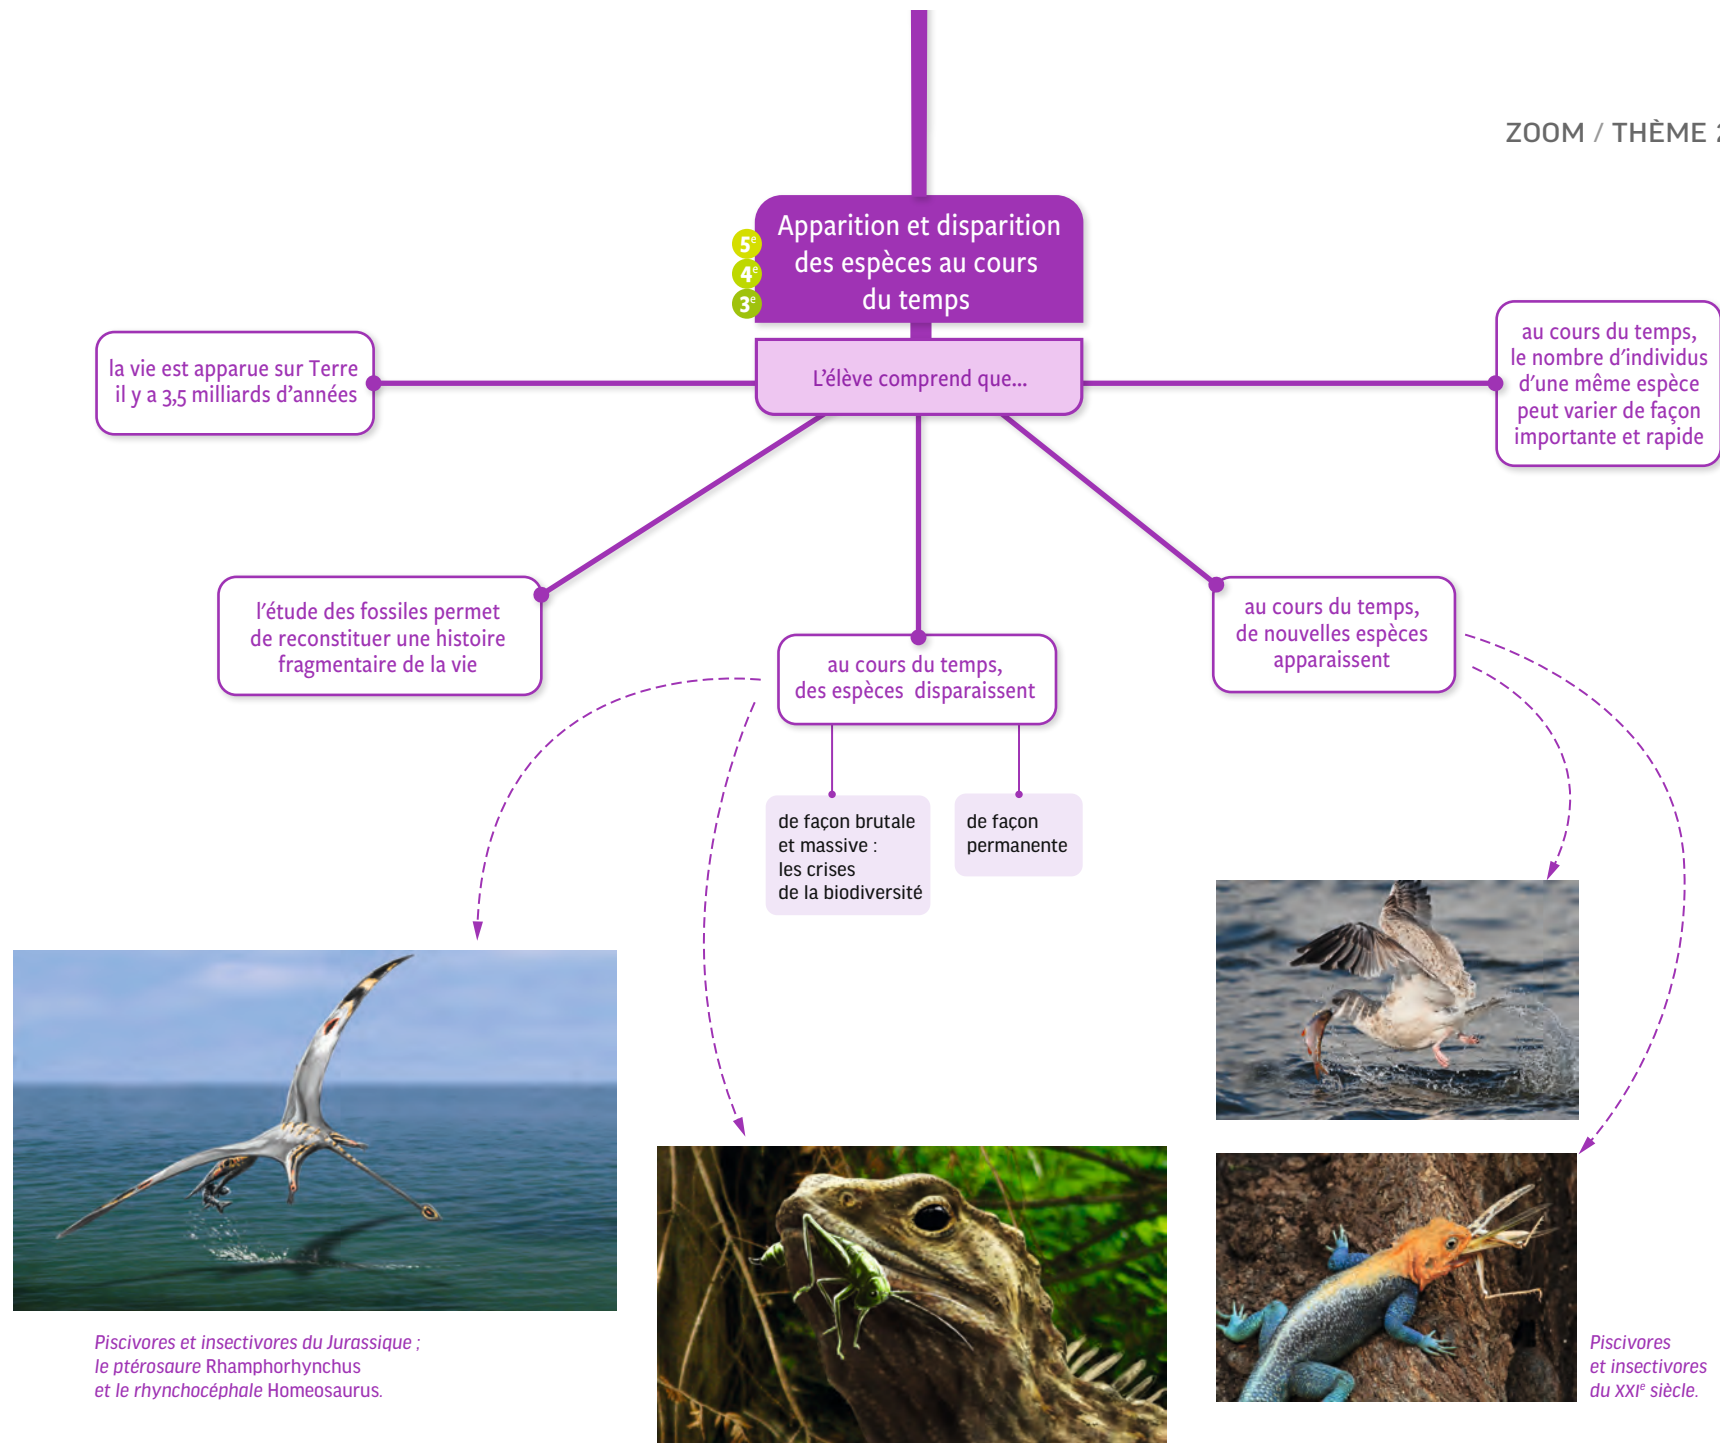 ZOOM / THÈME 2
Apparition et disparition
des espèces au cours
du temps
5e
4e
3e
L'élève comprend que...
la vie est apparue sur Terre
il y a 3,5 milliards d'années
au cours du temps,
le nombre d'individus
d'une même espèce
peut varier de façon
importante et rapide
l'étude des fossiles permet
de reconstituer une histoire
fragmentaire de la vie
au cours du temps,
des espèces disparaissent
au cours du temps,
de nouvelles espèces
apparaissent
de façon brutale
et massive :
les crises
de la biodiversité
de façon
permanente
Piscivores et insectivores du Jurassique ;
le ptérosaure Rhamphorhynchus
et le rhynchocéphale Homeosaurus.
Piscivores
et insectivores
du XXIe siècle.